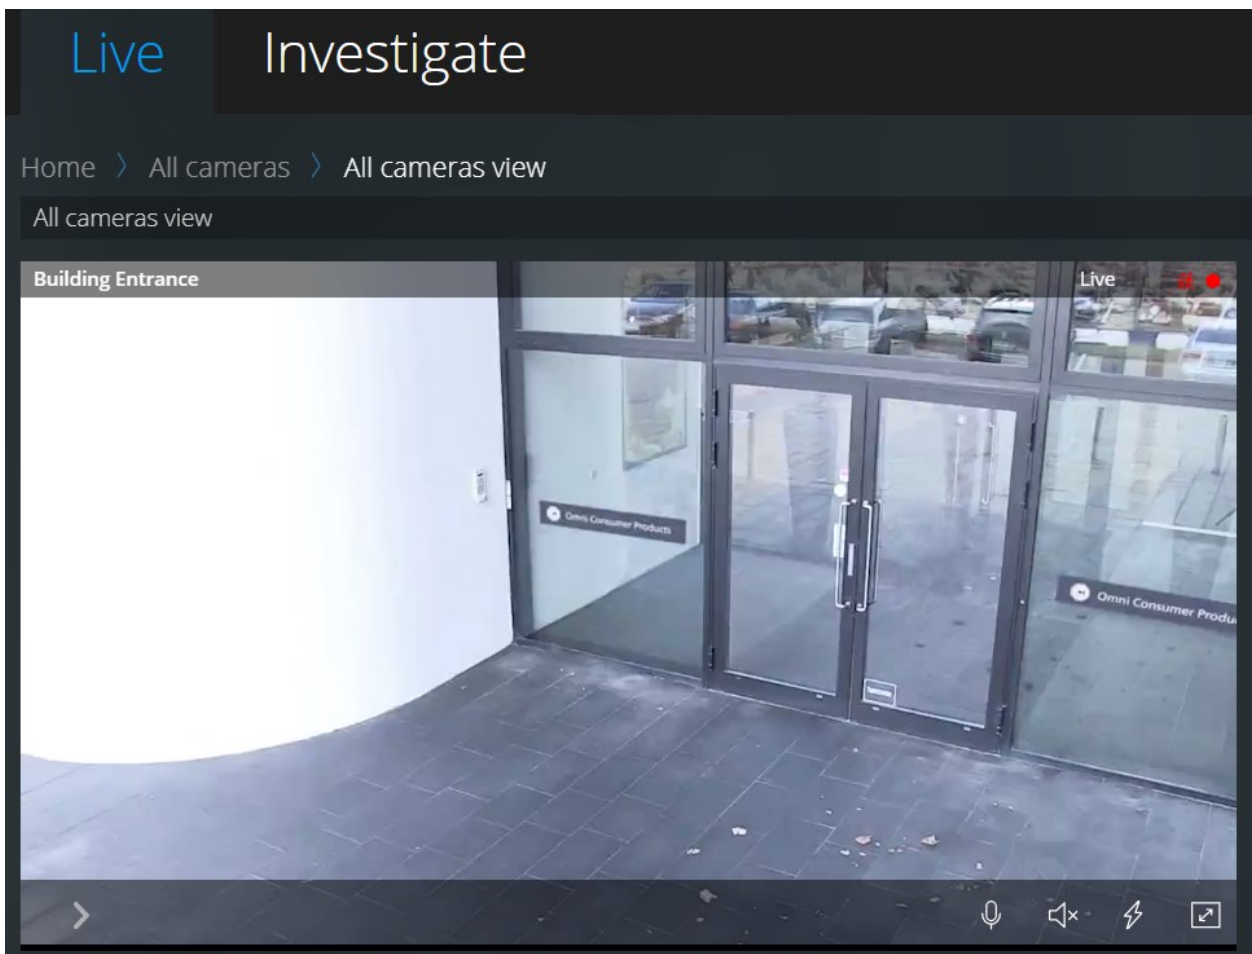 Live Investigate
Home 〉 All cameras 〉 All cameras view
All cameras view
Building Entrance Live
Omni Consumer Products
Omni Consumer Produ